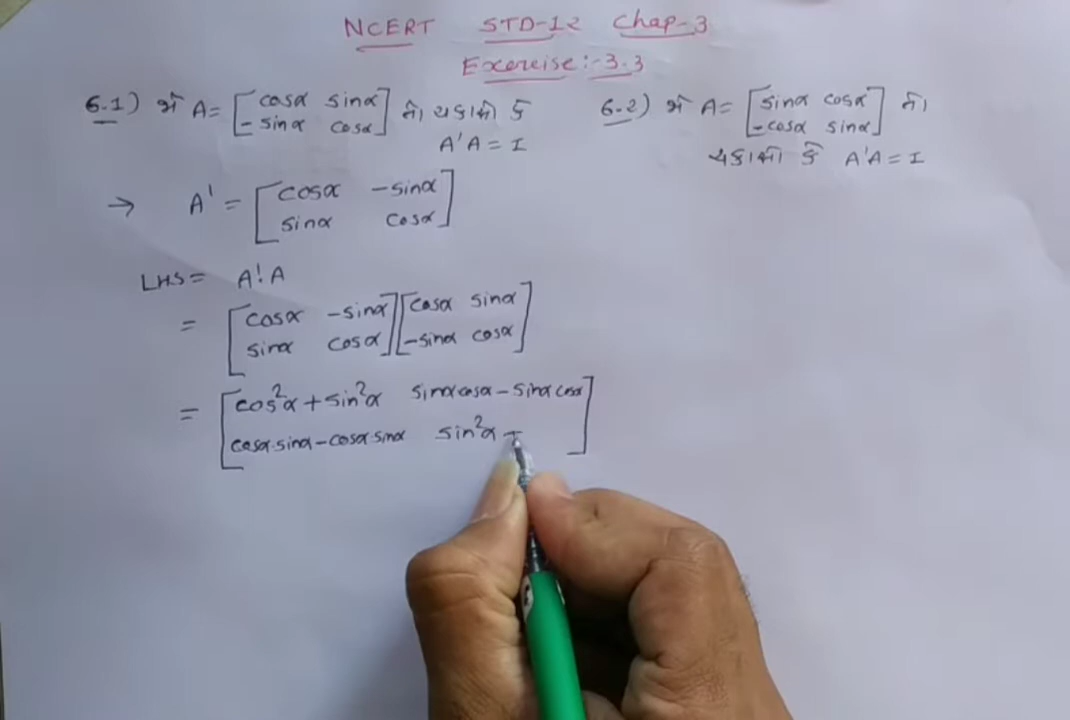 NCERT STD-12 Chap-3
Exercise:-3.3
6.1) જો A= [cosα sinα
-sinα cosα] તો ચકાસો કે
A'A = I
6.2) જો A= [sinα cosα
-cosα sinα] તો
ચકાસો કે A'A = I
→ A' = [cosα -sinα
sinα cosα]
LHS= A'.A
= [cosα -sinα] [cosα sinα]
[sinα cosα] [-sinα cosα]
= [cos²α+sin²α sinαcosα-sinαcosα
cosα.sinα-cosα.sinα sin²α +]